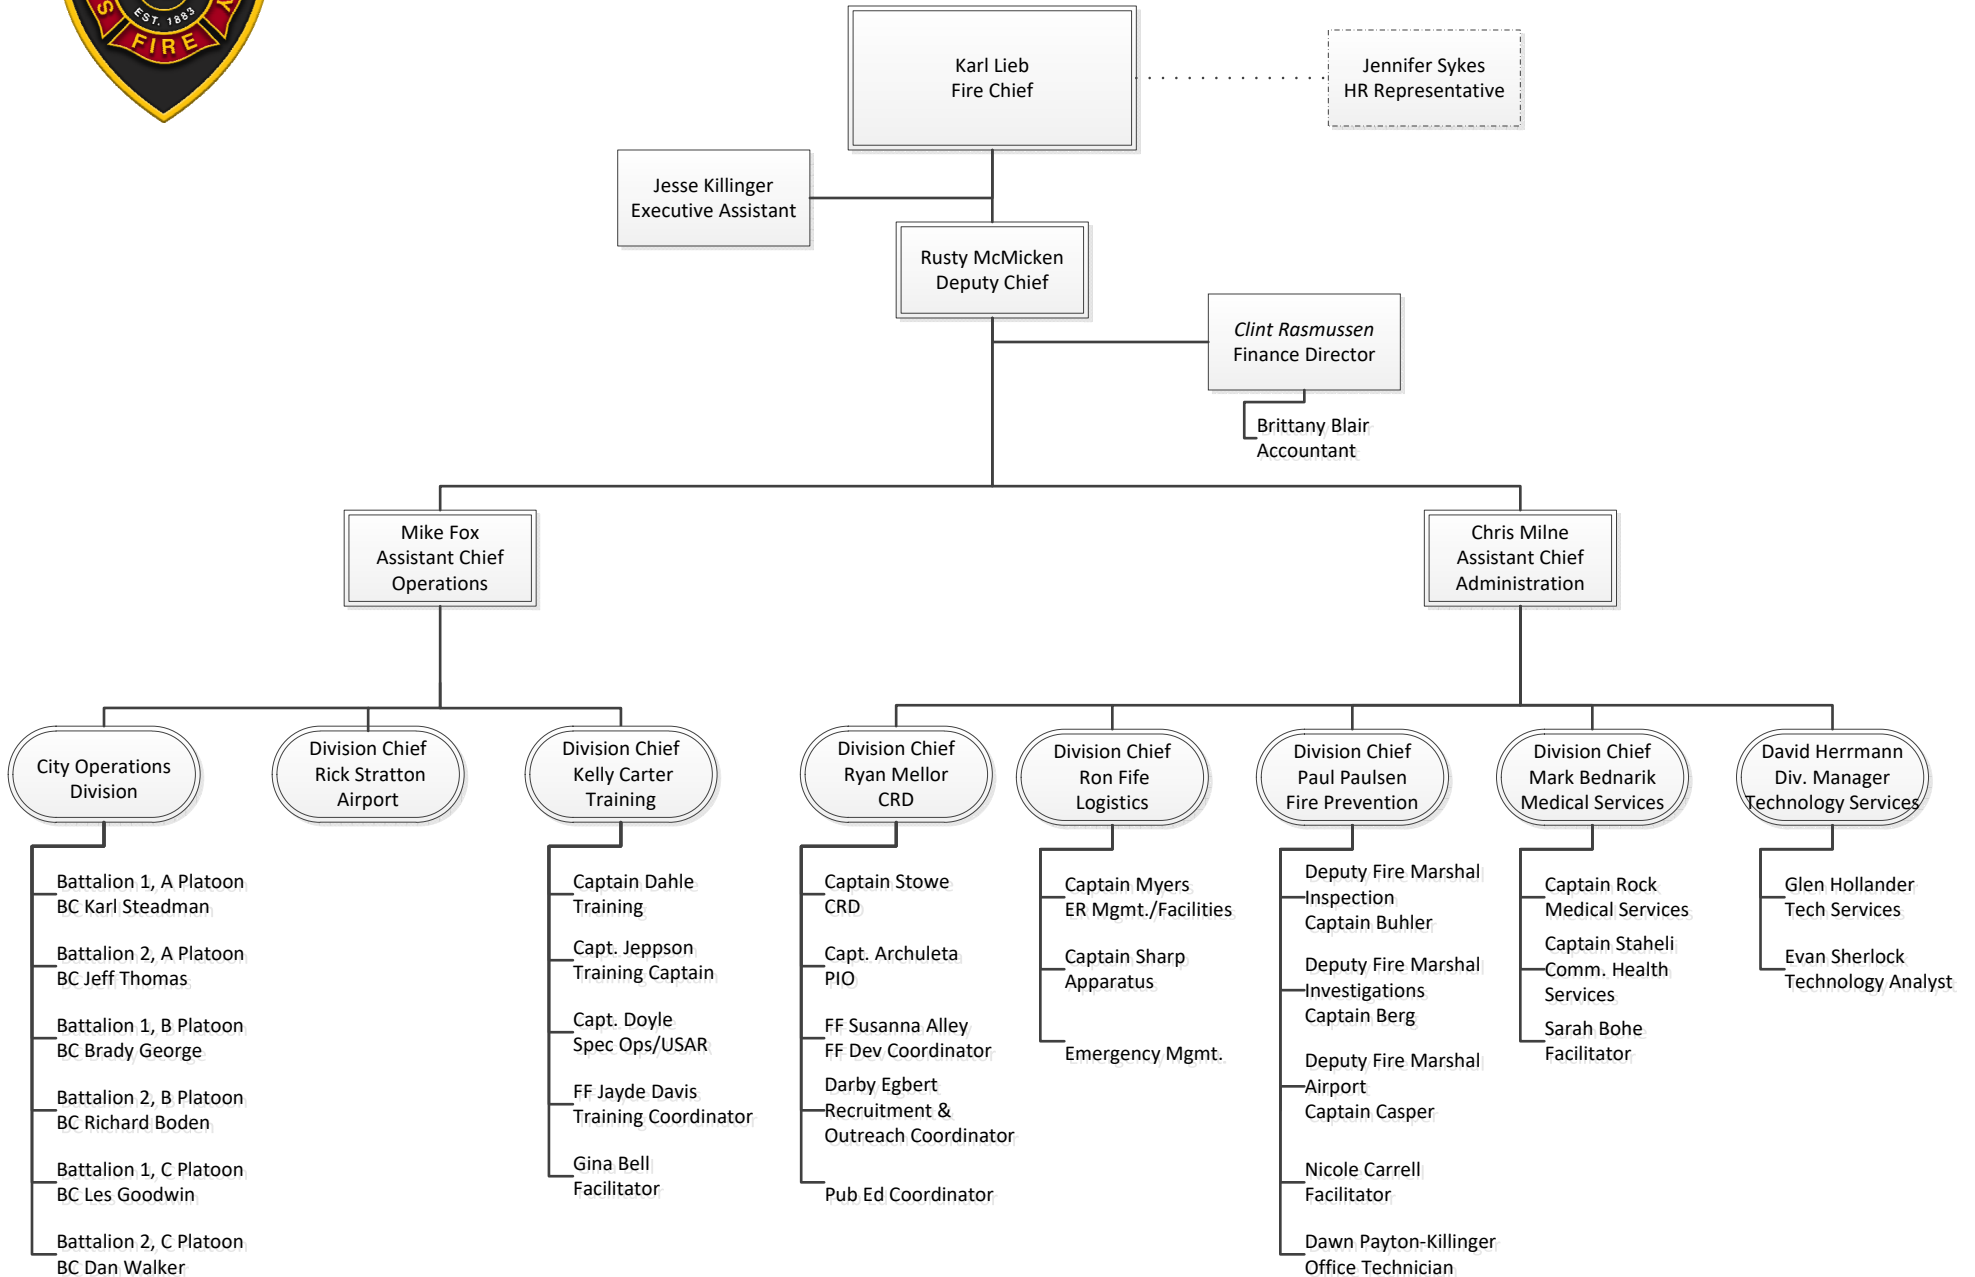 EST. 1883
FIRE
Karl Lieb
Fire Chief
Jennifer Sykes
HR Representative
Jesse Killinger
Executive Assistant
Rusty McMicken
Deputy Chief
Clint Rasmussen
Finance Director
Brittany Blair
Accountant
Mike Fox
Assistant Chief
Operations
Chris Milne
Assistant Chief
Administration
City Operations
Division
Division Chief
Rick Stratton
Airport
Division Chief
Kelly Carter
Training
Division Chief
Ryan Mellor
CRD
Division Chief
Ron Fife
Logistics
Division Chief
Paul Paulsen
Fire Prevention
Division Chief
Mark Bednarik
Medical Services
David Herrmann
Div. Manager
Technology Services
Battalion 1, A Platoon
BC Karl Steadman
Battalion 2, A Platoon
BC Jeff Thomas
Battalion 1, B Platoon
BC Brady George
Battalion 2, B Platoon
BC Richard Boden
Battalion 1, C Platoon
BC Les Goodwin
Battalion 2, C Platoon
BC Dan Walker
Captain Dahle
Training
Capt. Jeppson
Training Captain
Capt. Doyle
Spec Ops/USAR
FF Jayde Davis
Training Coordinator
Gina Bell
Facilitator
Captain Stowe
CRD
Capt. Archuleta
PIO
FF Susanna Alley
FF Dev Coordinator
Darby Egbert
Recruitment &
Outreach Coordinator
Pub Ed Coordinator
Captain Myers
ER Mgmt./Facilities
Captain Sharp
Apparatus
Emergency Mgmt.
Deputy Fire Marshal
Inspection
Captain Buhler
Deputy Fire Marshal
Investigations
Captain Berg
Deputy Fire Marshal
Airport
Captain Casper
Nicole Carrell
Facilitator
Dawn Payton-Killinger
Office Technician
Captain Rock
Medical Services
Captain Staheli
Comm. Health
Services
Sarah Bohe
Facilitator
Glen Hollander
Tech Services
Evan Sherlock
Technology Analyst